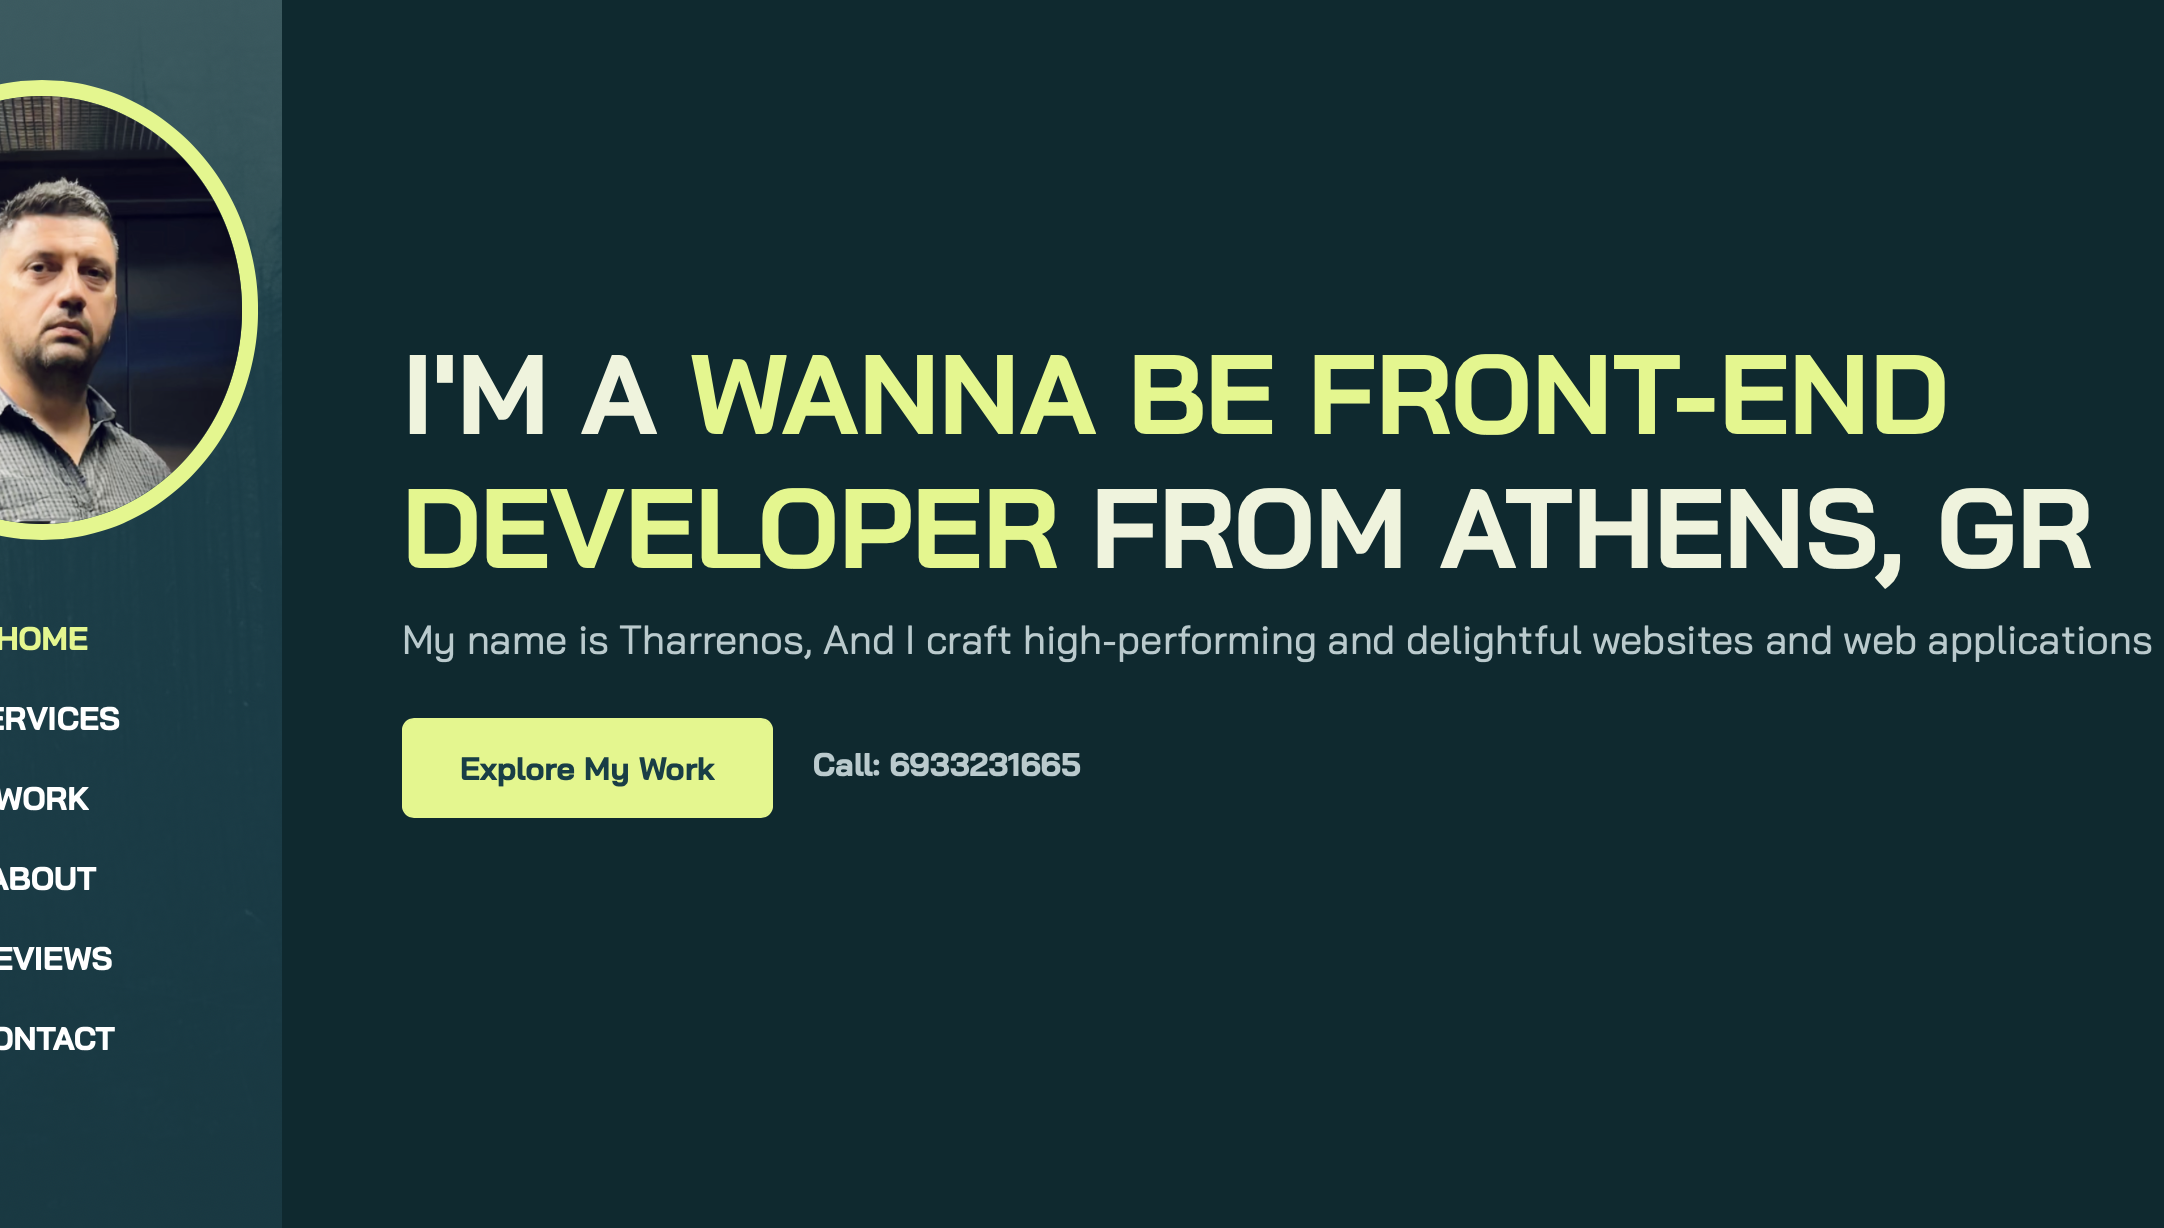 I'M A WANNA BE FRONT-END
DEVELOPER FROM ATHENS, GR
My name is Tharrenos, And I craft high-performing and delightful websites and web applications
Explore My Work
Call: 6933231665
HOME
ERVICES
WORK
ABOUT
EVIEWS
ONTACT